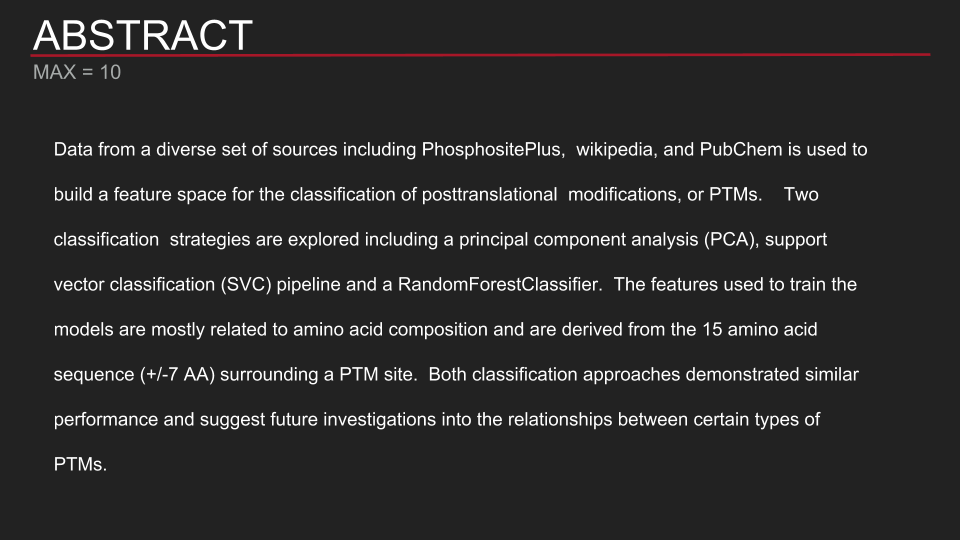 ABSTRACT
MAX = 10
Data from a diverse set of sources including PhosphositePlus,  wikipedia, and PubChem is used to
build a feature space for the classification of posttranslational  modifications, or PTMs.    Two
classification  strategies are explored including a principal component analysis (PCA), support
vector classification (SVC) pipeline and a RandomForestClassifier.  The features used to train the
models are mostly related to amino acid composition and are derived from the 15 amino acid
sequence (+/-7 AA) surrounding a PTM site.  Both classification approaches demonstrated similar
performance and suggest future investigations into the relationships between certain types of
PTMs.